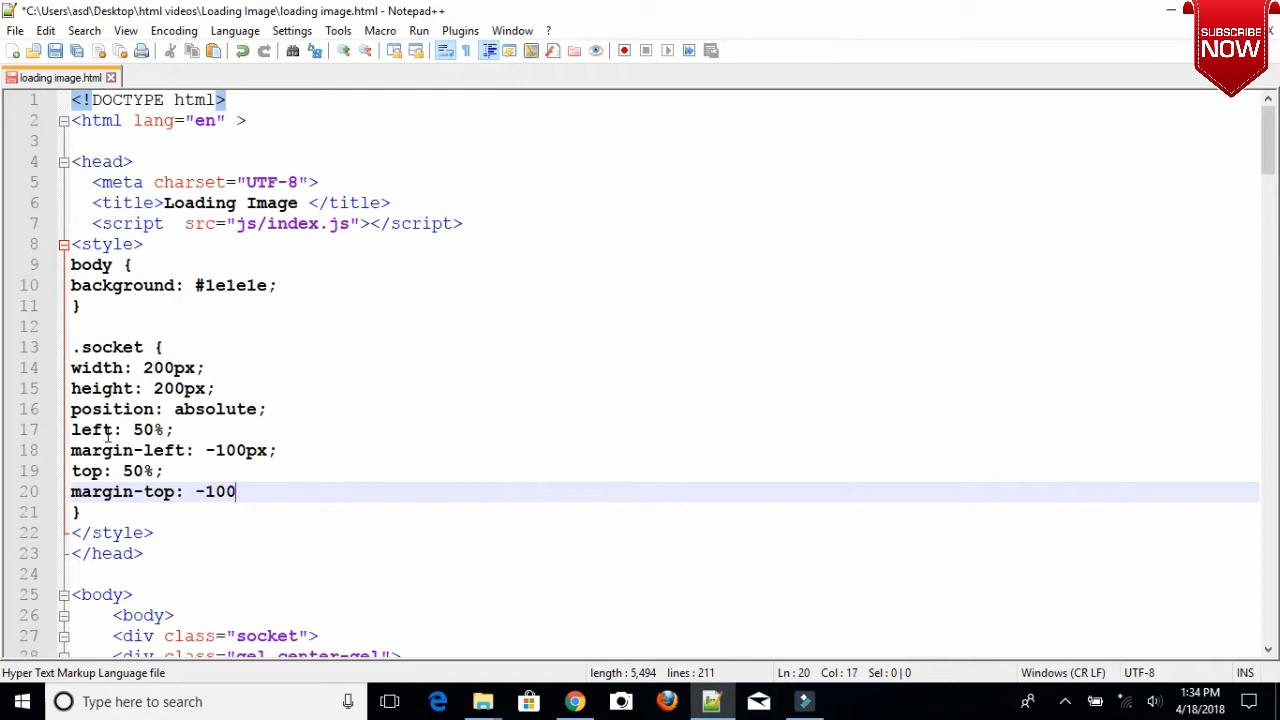 *C:\Users\asd\Desktop\html videos\Loading Image\loading image.html - Notepad++
SUBSCRIBE
NOW
File Edit Search View Encoding Language Settings Tools Macro Run Plugins Window ?
loading image.html
1 <!DOCTYPE html>
2 <html lang="en" >
3
4 <head>
5 <meta charset="UTF-8">
6 <title>Loading Image </title>
7 <script src="js/index.js"></script>
8 <style>
9 body {
10 background: #1e1e1e;
11 }
12
13 .socket {
14 width: 200px;
15 height: 200px;
16 position: absolute;
17 left: 50%;
18 margin-left: -100px;
19 top: 50%;
20 margin-top: -100
21 }
22 </style>
23 </head>
24
25 <body>
26 <body>
27 <div class="socket">
28 <div class="gel center-gel">
Hyper Text Markup Language file length : 5,494 lines : 211 Ln : 20 Col : 17 Sel : 0 | 0 Windows (CR LF) UTF-8 INS
Type here to search
1:34 PM
4/18/2018